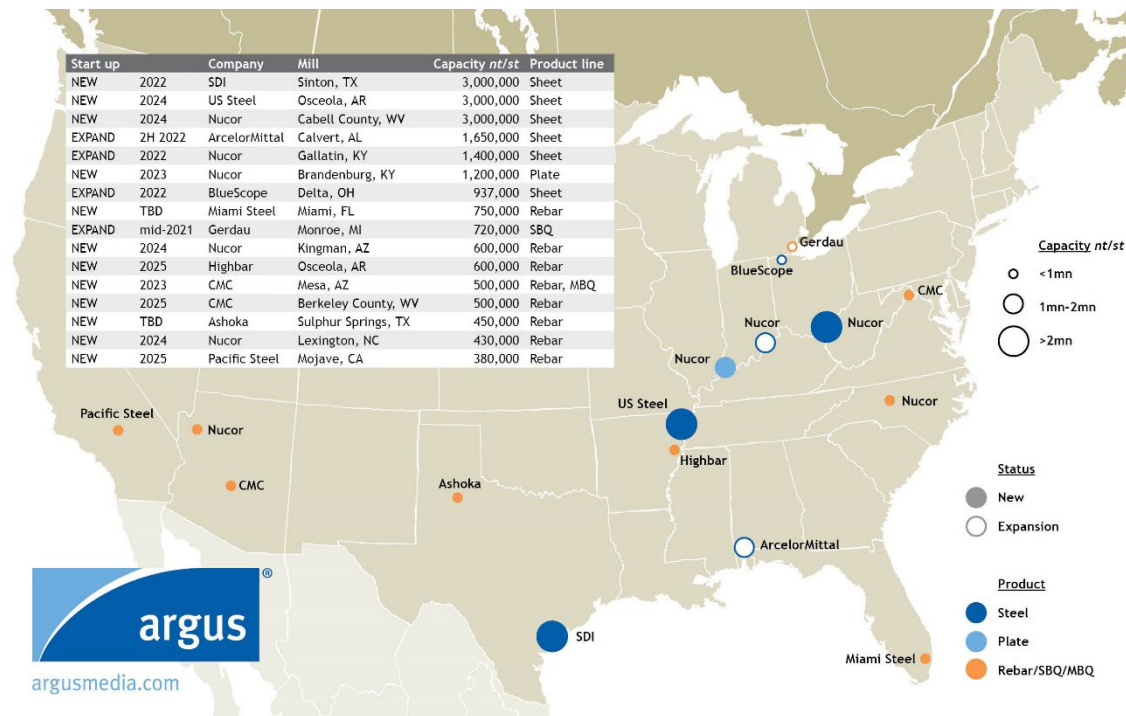 Start up Company Mill Capacity nt/st Product line
NEW 2022 SDI Sinton, TX 3,000,000 Sheet
NEW 2024 US Steel Osceola, AR 3,000,000 Sheet
NEW 2024 Nucor Cabell County, WV 3,000,000 Sheet
EXPAND 2H 2022 ArcelorMittal Calvert, AL 1,650,000 Sheet
EXPAND 2022 Nucor Gallatin, KY 1,400,000 Sheet
NEW 2023 Nucor Brandenburg, KY 1,200,000 Plate
EXPAND 2022 BlueScope Delta, OH 937,000 Sheet
NEW TBD Miami Steel Miami, FL 750,000 Rebar
EXPAND mid-2021 Gerdau Monroe, MI 720,000 SBQ
NEW 2024 Nucor Kingman, AZ 600,000 Rebar
NEW 2025 Highbar Osceola, AR 600,000 Rebar
NEW 2023 CMC Mesa, AZ 500,000 Rebar, MBQ
NEW 2025 CMC Berkeley County, WV 500,000 Rebar
NEW TBD Ashoka Sulphur Springs, TX 450,000 Rebar
NEW 2024 Nucor Lexington, NC 430,000 Rebar
NEW 2025 Pacific Steel Mojave, CA 380,000 Rebar
Gerdau
BlueScope
CMC
Nucor
Nucor
Nucor
US Steel
Nucor
Pacific Steel
Nucor
Highbar
CMC
Ashoka
ArcelorMittal
SDI
Miami Steel
Capacity nt/st
<1mn
1mn-2mn
>2mn
Status
New
Expansion
Product
Steel
Plate
Rebar/SBQ/MBQ
argus
®
argusmedia.com